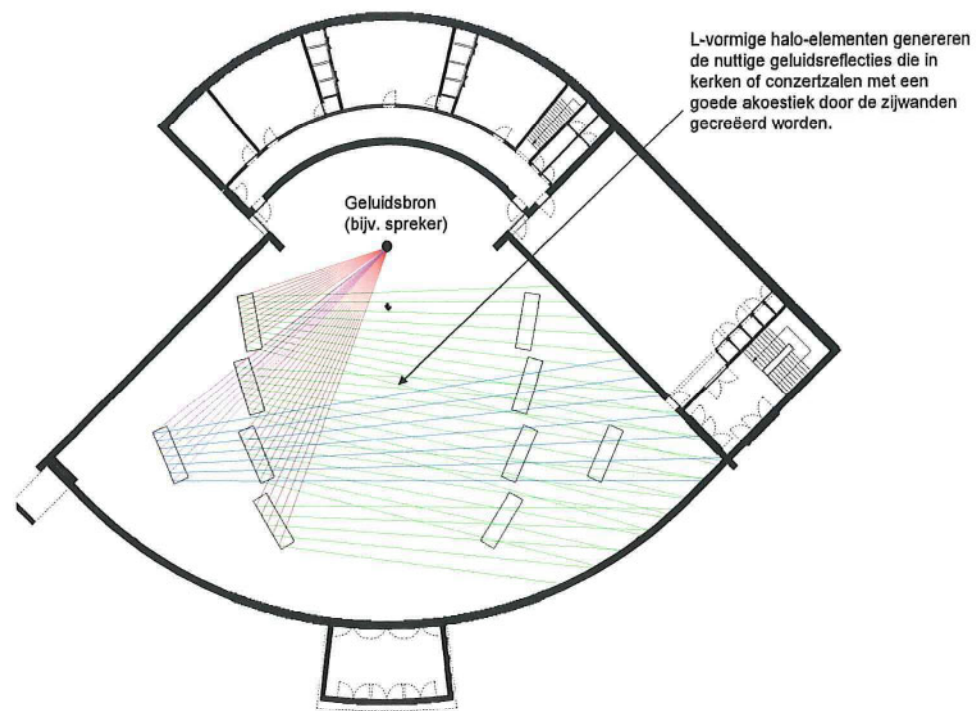 L-vormige halo-elementen genereren
de nuttige geluidsreflecties die in
kerken of conzertzalen met een
goede akoestiek door de zijwanden
gecreëerd worden.
Geluidsbron
(bijv. spreker)